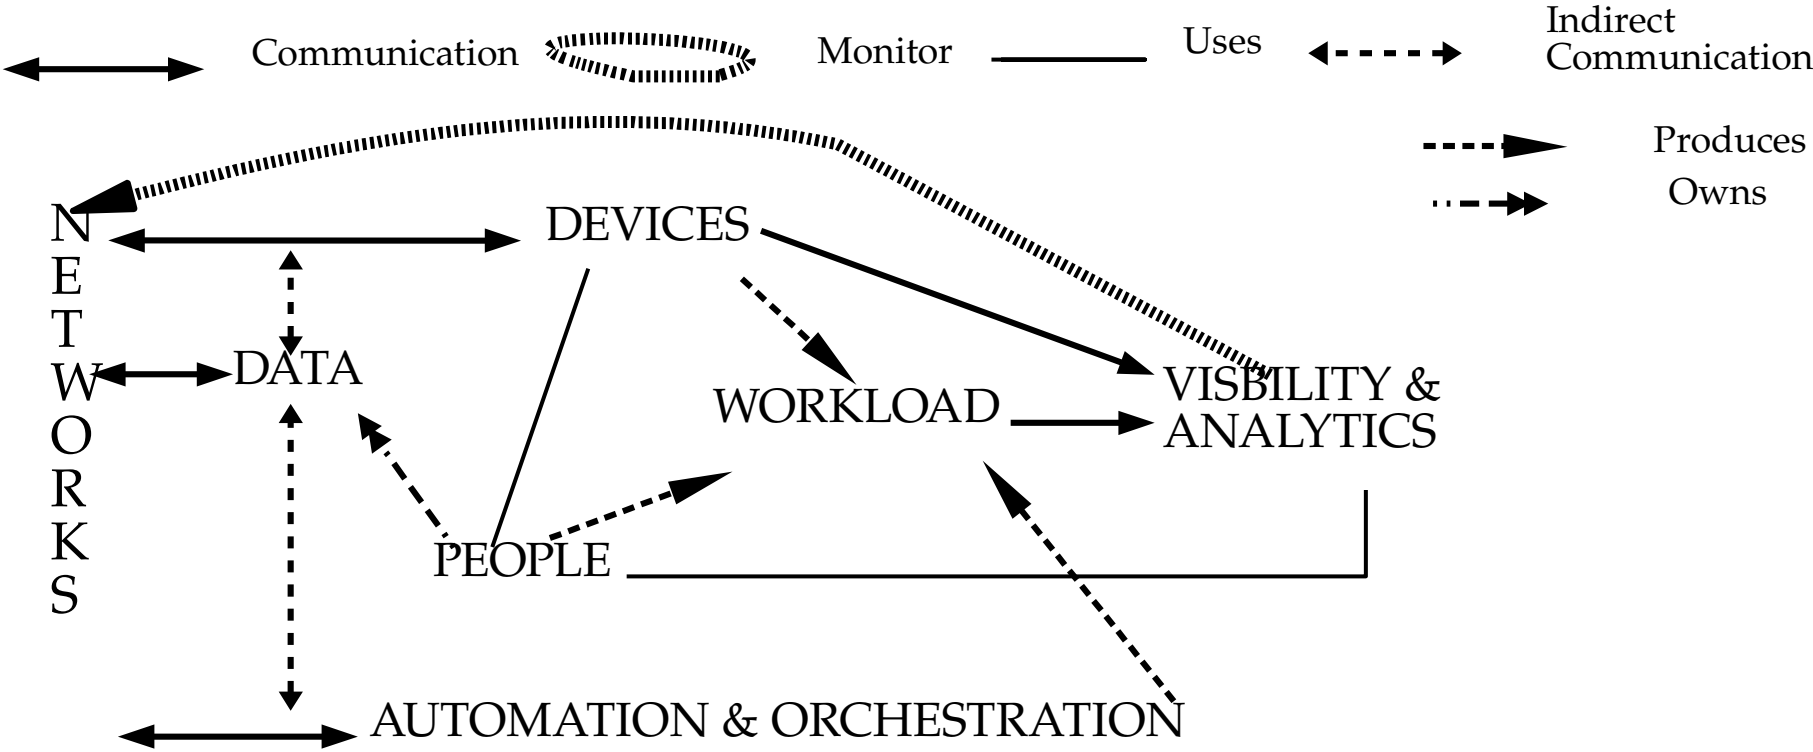 Communication
Monitor
Uses
Indirect
Communication
Produces
Owns
NETWORKS
DEVICES
DATA
WORKLOAD
VISBILITY &
ANALYTICS
PEOPLE
AUTOMATION & ORCHESTRATION